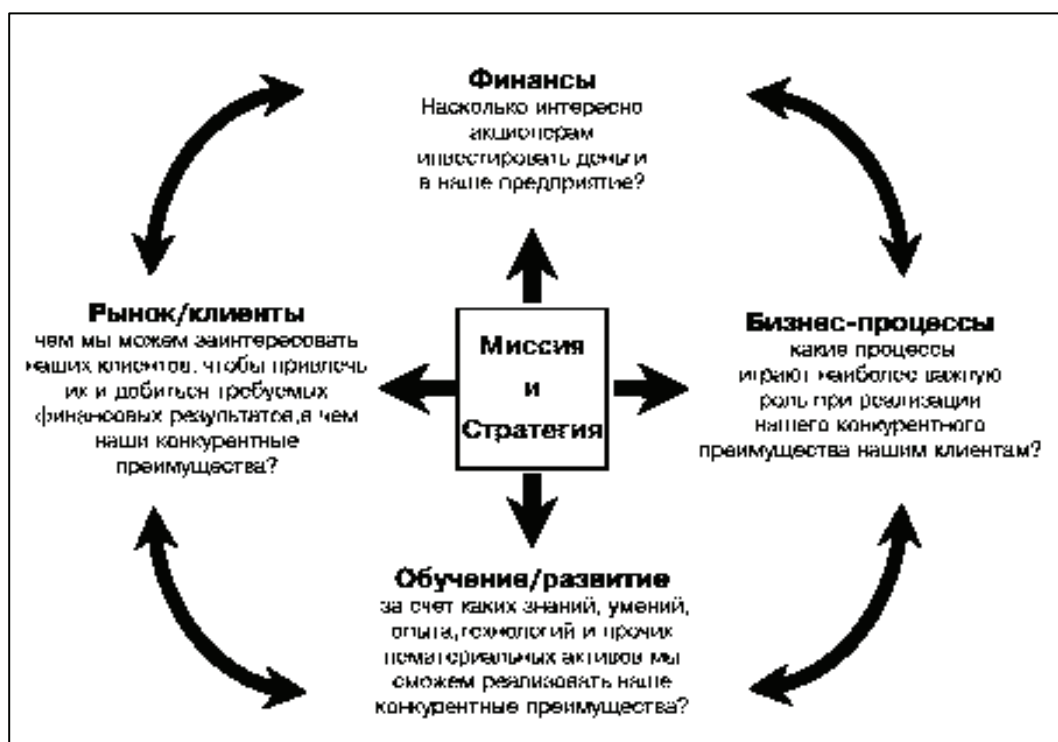 Финансы
Насколько интересно
акционерам
инвестировать деньги
в наше предприятие?
Рынок/клиенты
чем мы можем заинтересовать
наших клиентов, чтобы привлечь
их и добиться требуемых
финансовых результатов,в чем
наши конкурентные
преимущества?
Миссия
и
Стратегия
Бизнес-процессы
какие процессы
играют наиболее важную
роль при реализации
нашего конкурентного
преимущества нашим клиентам?
Обучение/развитие
за счет каких знаний, умений,
опыта,технологий и прочих
нематериальных активов мы
сможем реализовать наше
конкурентные преимущества?